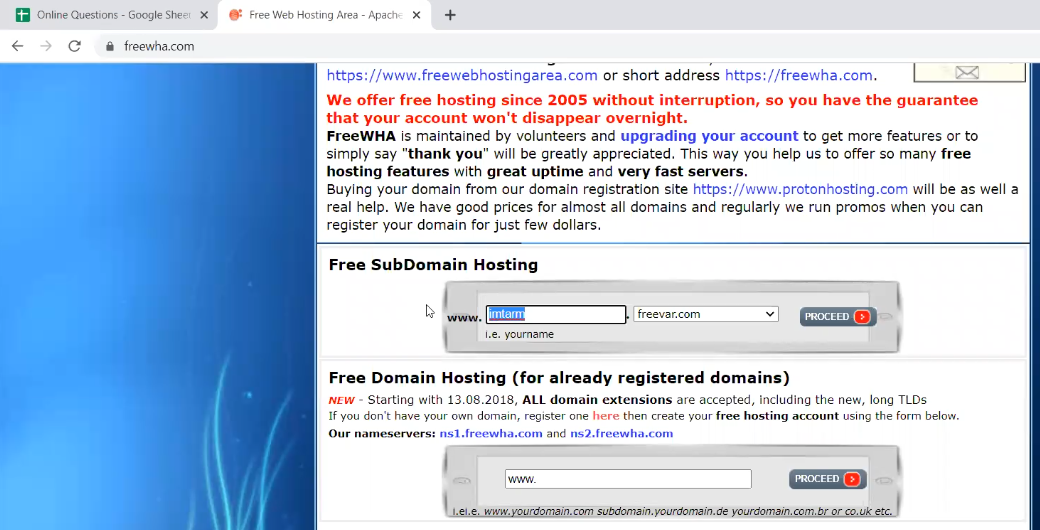 Online Questions - Google Sheet
Free Web Hosting Area - Apache
freewha.com
https://www.freewebhostingarea.com or short address https://freewha.com.
We offer free hosting since 2005 without interruption, so you have the guarantee
that your account won't disappear overnight.
FreeWHA is maintained by volunteers and upgrading your account to get more features or to
simply say "thank you" will be greatly appreciated. This way you help us to offer so many free
hosting features with great uptime and very fast servers.
Buying your domain from our domain registration site https://www.protonhosting.com will be as well a
real help. We have good prices for almost all domains and regularly we run promos when you can
register your domain for just few dollars.
Free SubDomain Hosting
www. imtarm . freevar.com PROCEED
i.e. yourname
Free Domain Hosting (for already registered domains)
NEW - Starting with 13.08.2018, ALL domain extensions are accepted, including the new, long TLDs
If you don't have your own domain, register one here then create your free hosting account using the form below.
Our nameservers: ns1.freewha.com and ns2.freewha.com
www. PROCEED
i.ei.e. www.yourdomain.com subdomain.yourdomain.de yourdomain.com.br or co.uk etc.